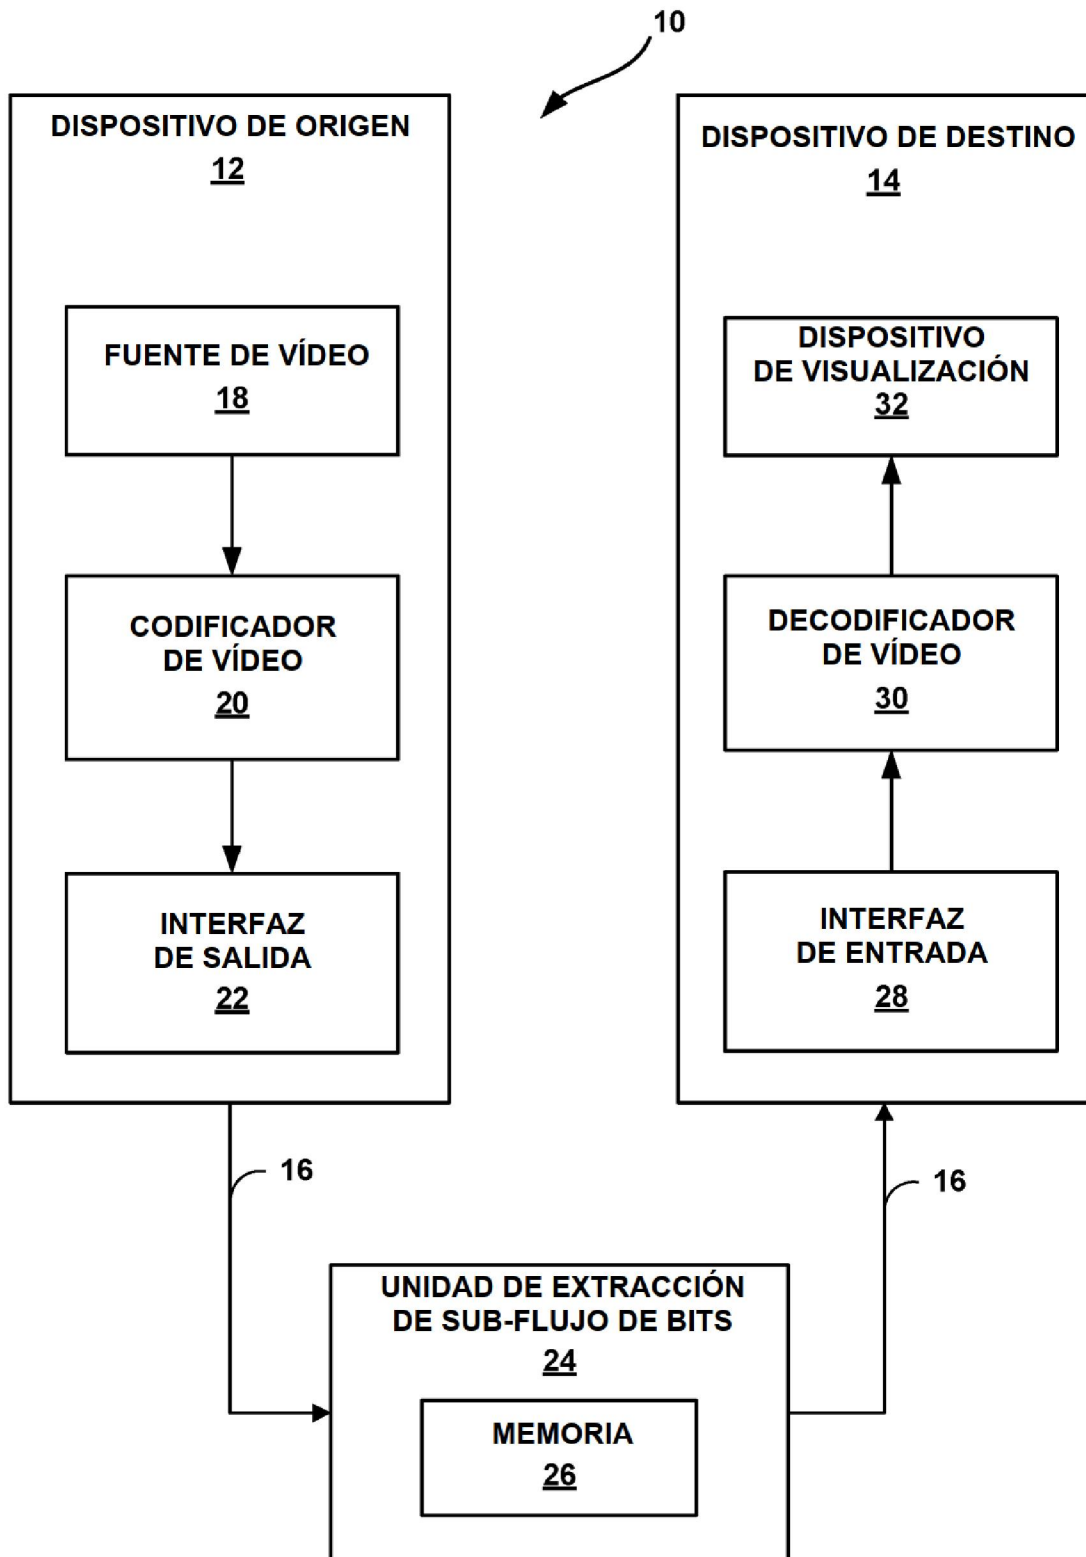 10
DISPOSITIVO DE ORIGEN
12
FUENTE DE VÍDEO
18
CODIFICADOR
DE VÍDEO
20
INTERFAZ
DE SALIDA
22
DISPOSITIVO DE DESTINO
14
DISPOSITIVO
DE VISUALIZACIÓN
32
DECODIFICADOR
DE VÍDEO
30
INTERFAZ
DE ENTRADA
28
16
16
UNIDAD DE EXTRACCIÓN
DE SUB-FLUJO DE BITS
24
MEMORIA
26